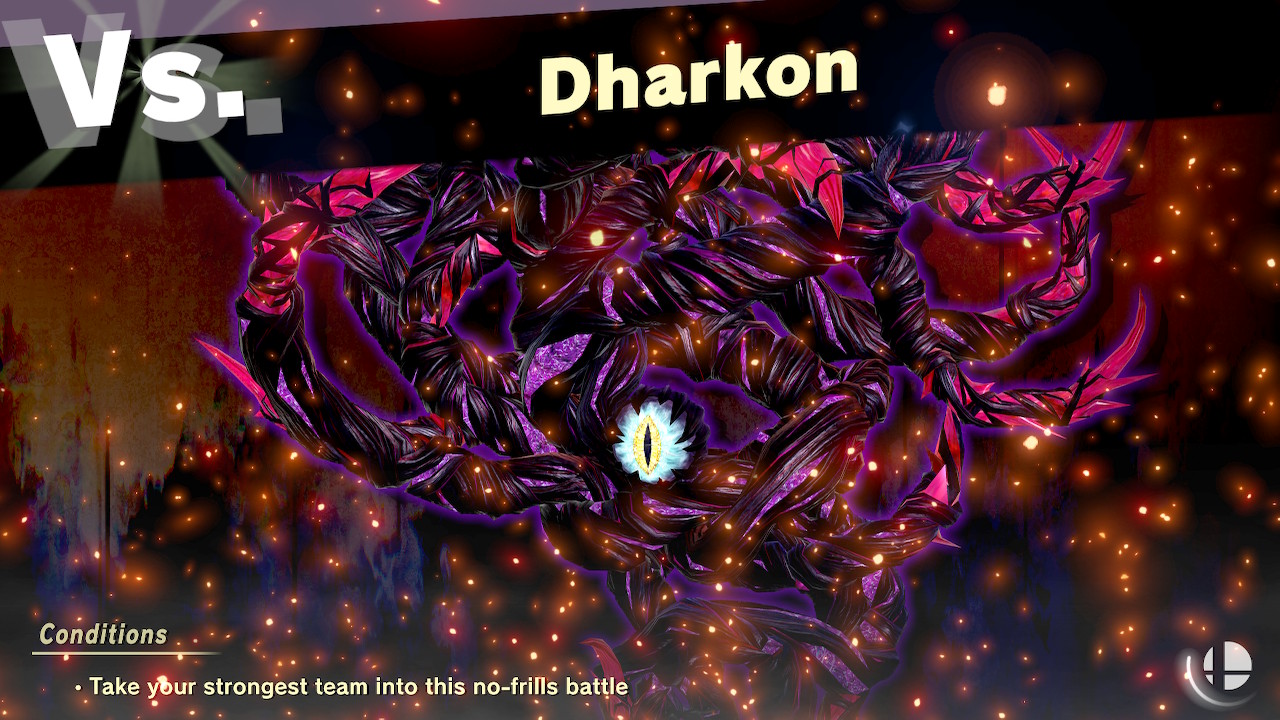 Vs.
Dharkon
Conditions
• Take your strongest team into this no-frills battle